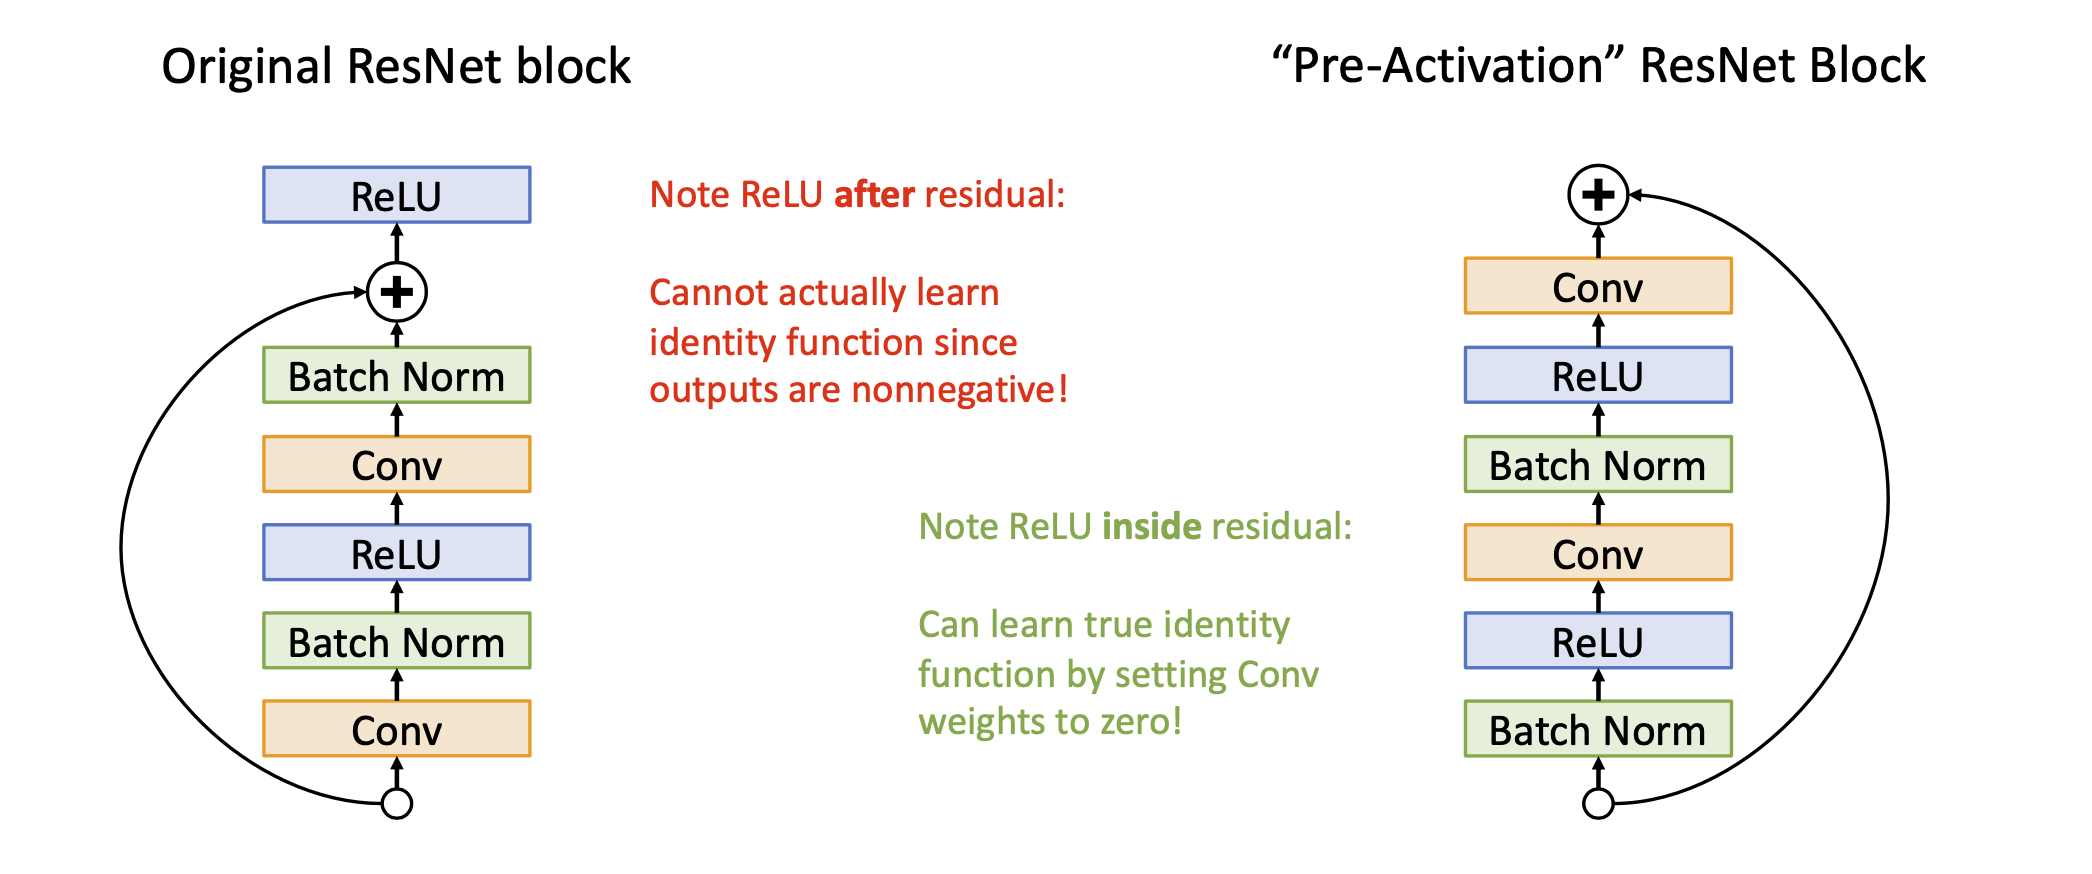 Original ResNet block
ReLU
Batch Norm
Conv
ReLU
Batch Norm
Conv
Note ReLU after residual:
Cannot actually learn
identity function since
outputs are nonnegative!
Note ReLU inside residual:
Can learn true identity
function by setting Conv
weights to zero!
“Pre-Activation” ResNet Block
Conv
ReLU
Batch Norm
Conv
ReLU
Batch Norm